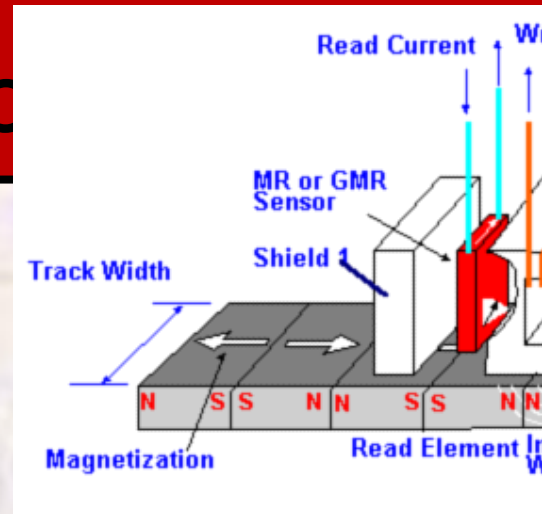 Read Current
MR or GMR
Sensor
Shield 1
Track Width
N S S N N S S N N
Magnetization
Read Element